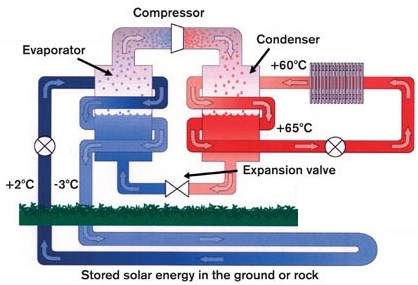 Compressor
Evaporator
Condenser
+60°C
+65°C
Expansion valve
+2°C
-3°C
Stored solar energy in the ground or rock